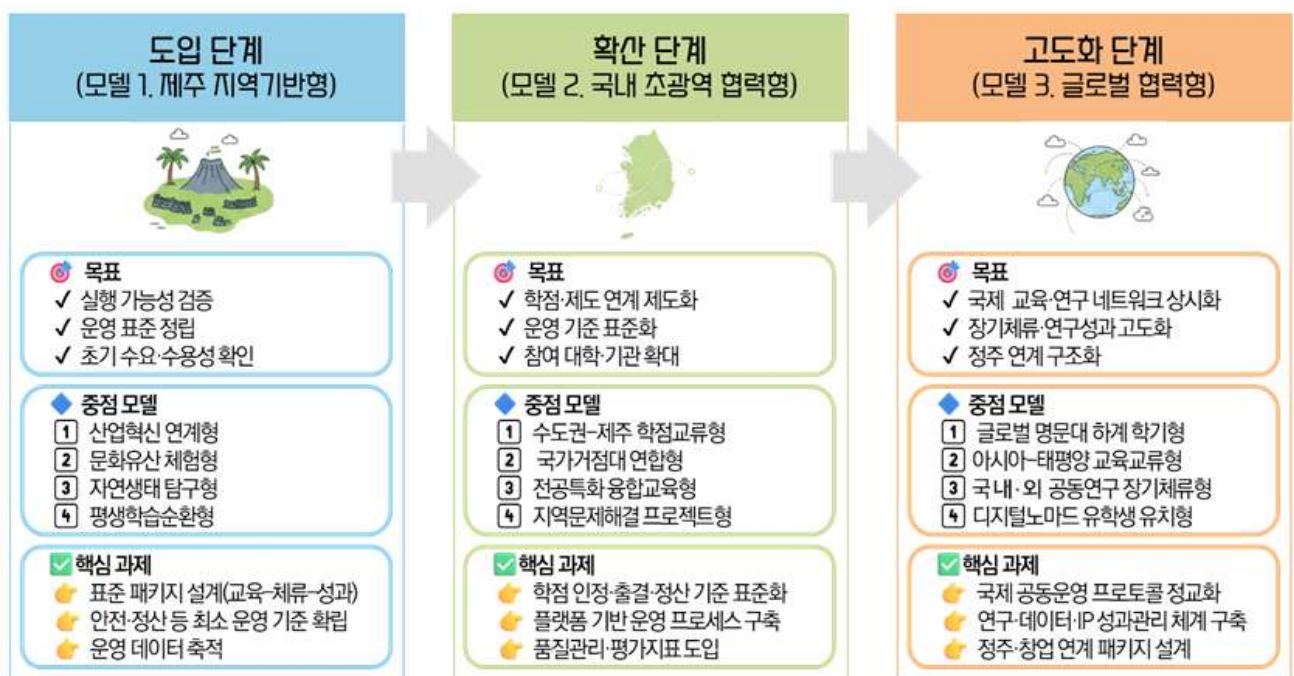 도입 단계
(모델 1. 제주 지역기반형)
🎯 목표
✓ 실행 가능성 검증
✓ 운영 표준 정립
✓ 초기 수요·수용성 확인
🔷 중점 모델
1 산업혁신 연계형
2 문화유산 체험형
3 자연생태 탐구형
4 평생학습순환형
✅ 핵심 과제
👉 표준 패키지 설계(교육-체류-성과)
👉 안전·정산 등 최소 운영 기준 확립
👉 운영 데이터 축적
확산 단계
(모델 2. 국내 초광역 협력형)
🎯 목표
✓ 학점·제도 연계 제도화
✓ 운영 기준 표준화
✓ 참여 대학·기관 확대
🔷 중점 모델
1 수도권-제주 학점교류형
2 국가거점대 연합형
3 전공특화 융합교육형
4 지역문제해결 프로젝트형
✅ 핵심 과제
👉 학점 인정·출결·정산 기준 표준화
👉 플랫폼 기반 운영 프로세스 구축
👉 품질관리·평가지표 도입
고도화 단계
(모델 3. 글로벌 협력형)
🎯 목표
✓ 국제 교육·연구 네트워크 상시화
✓ 장기체류·연구성과 고도화
✓ 정주 연계 구조화
🔷 중점 모델
1 글로벌 명문대 하계 학기형
2 아시아-태평양 교육교류형
3 국내·외 공동연구 장기체류형
4 디지털노마드 유학생 유치형
✅ 핵심 과제
👉 국제 공동운영 프로토콜 정교화
👉 연구·데이터·IP 성과관리 체계 구축
👉 정주·창업 연계 패키지 설계